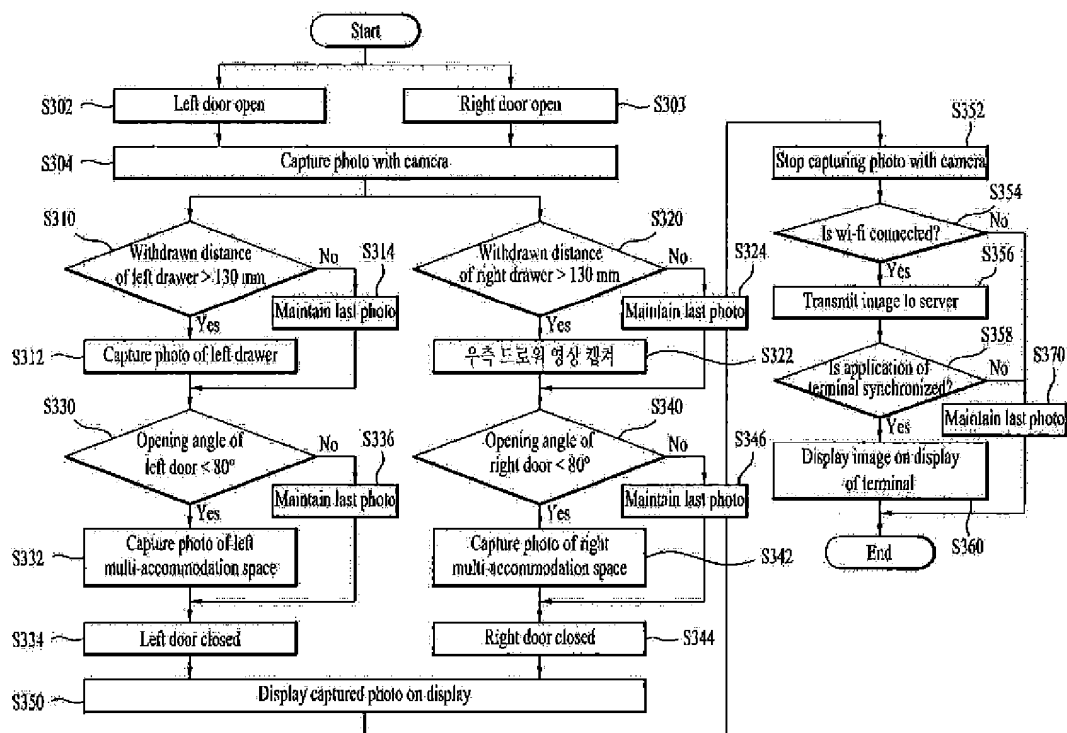 Start
S302
Left door open
Right door open
S303
S304
Capture photo with camera
S310
Withdrawn distance
of left drawer > 130 mm
No
S314
Maintain last photo
Yes
S312
Capture photo of left drawer
S320
Withdrawn distance
of right drawer > 130 mm
No
S324
Maintain last photo
Yes
우측 드로워 영상 캡쳐
S322
S330
Opening angle of
left door < 80°
No
S336
Maintain last photo
Yes
S332
Capture photo of left
multi-accommodation space
S334
Left door closed
S340
Opening angle of
right door < 80°
No
S346
Maintain last photo
Yes
Capture photo of right
multi-accommodation space
S342
Right door closed
S344
S350
Display captured photo on display
S352
Stop capturing photo with camera
S354
Is wi-fi connected?
No
Yes
S356
Transmit image to server
S358
Is application of
terminal synchronized?
No
S370
Maintain last photo
Yes
Display image on display
of terminal
S360
End